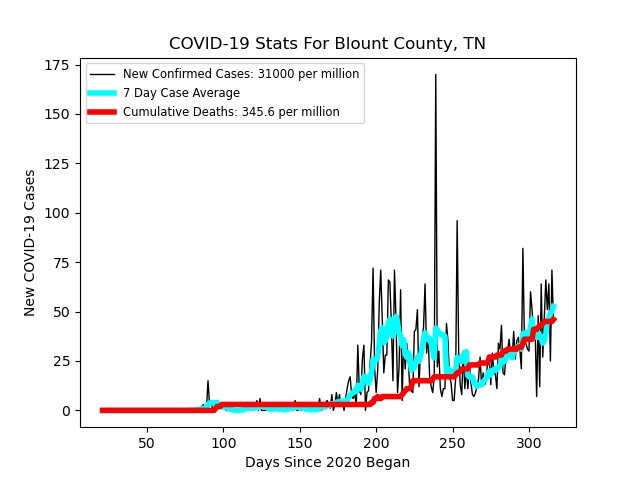 COVID-19 Stats For Blount County, TN
New Confirmed Cases: 31000 per million
7 Day Case Average
Cumulative Deaths: 345.6 per million
New COVID-19 Cases
175
150
125
100
75
50
25
0
50 100 150 200 250 300
Days Since 2020 Began